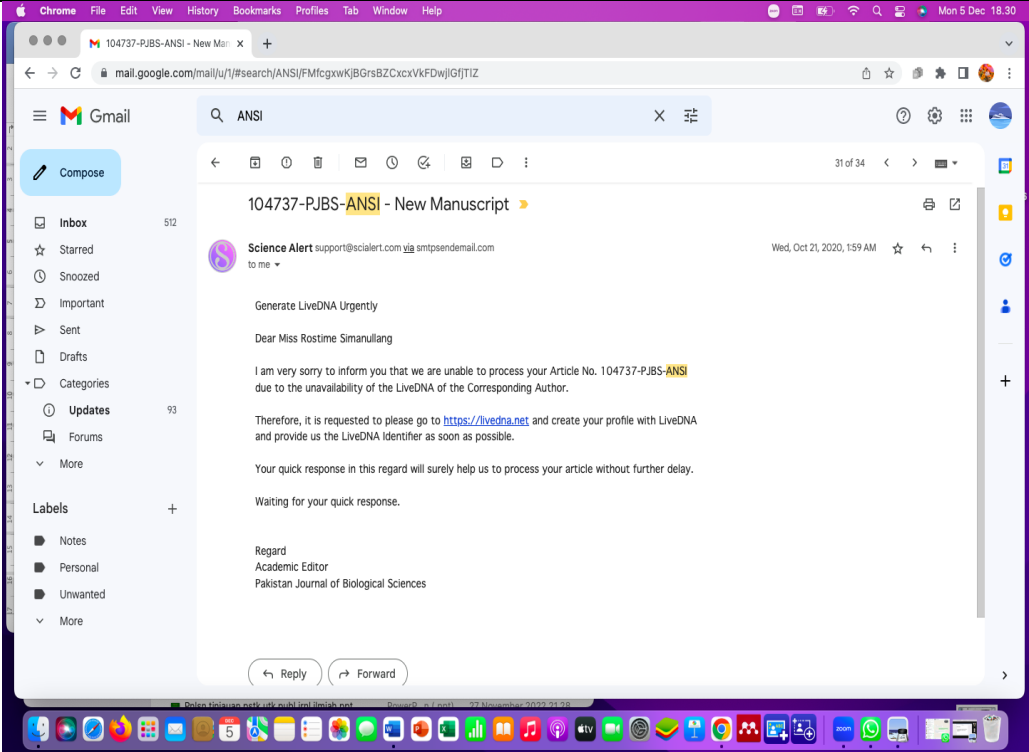 Chrome File Edit View History Bookmarks Profiles Tab Window Help Mon 5 Dec 18.30
104737-PJBS-ANSI - New Man
mail.google.com/mail/u/1/#search/ANSI/FMfcgxwKjBGrsBZCxcxVkFDwjlGfjTlZ
Gmail
ANSI
Compose
31 of 34
104737-PJBS-ANSI - New Manuscript
Inbox 512
Starred
Snoozed
Important
Sent
Drafts
Categories
Updates 93
Forums
More
Labels
Notes
Personal
Unwanted
More
Science Alert support@scialert.com via smtpsendemail.com Wed, Oct 21, 2020, 1:59 AM
to me
Generate LiveDNA Urgently
Dear Miss Rostime Simanullang
I am very sorry to inform you that we are unable to process your Article No. 104737-PJBS-ANSI
due to the unavailability of the LiveDNA of the Corresponding Author.
Therefore, it is requested to please go to https://livedna.net and create your profile with LiveDNA
and provide us the LiveDNA Identifier as soon as possible.
Your quick response in this regard will surely help us to process your article without further delay.
Waiting for your quick response.
Regard
Academic Editor
Pakistan Journal of Biological Sciences
Reply Forward
27 November 2022 21.28
DEC
5
zoom